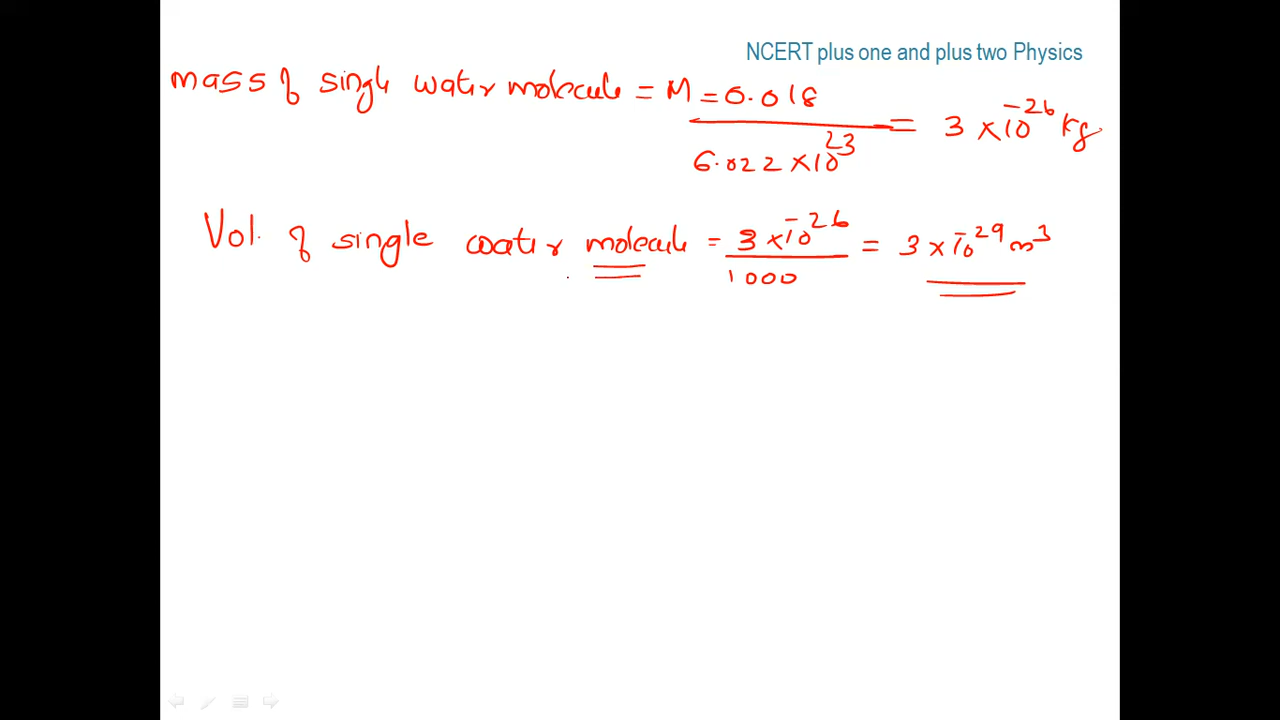 NCERT plus one and plus two Physics
mass of single water molecule = M = 0.018 / 6.022 × 10^23 = 3 × 10^-26 kg
Vol. of single water molecule = 3 × 10^-26 / 1000 = 3 × 10^-29 m^3